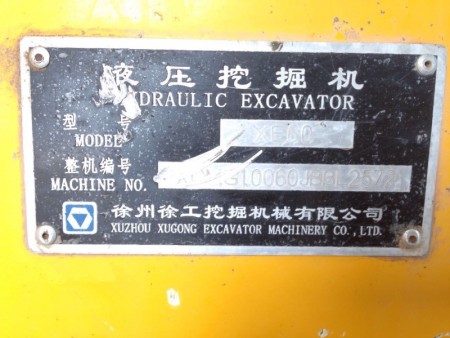 液压挖掘机
HYDRAULIC EXCAVATOR
型 号
MODEL
整机编号
MACHINE NO.
徐州徐工挖掘机械有限公司
XUZHOU XUGONG EXCAVATOR MACHINERY CO., LTD.